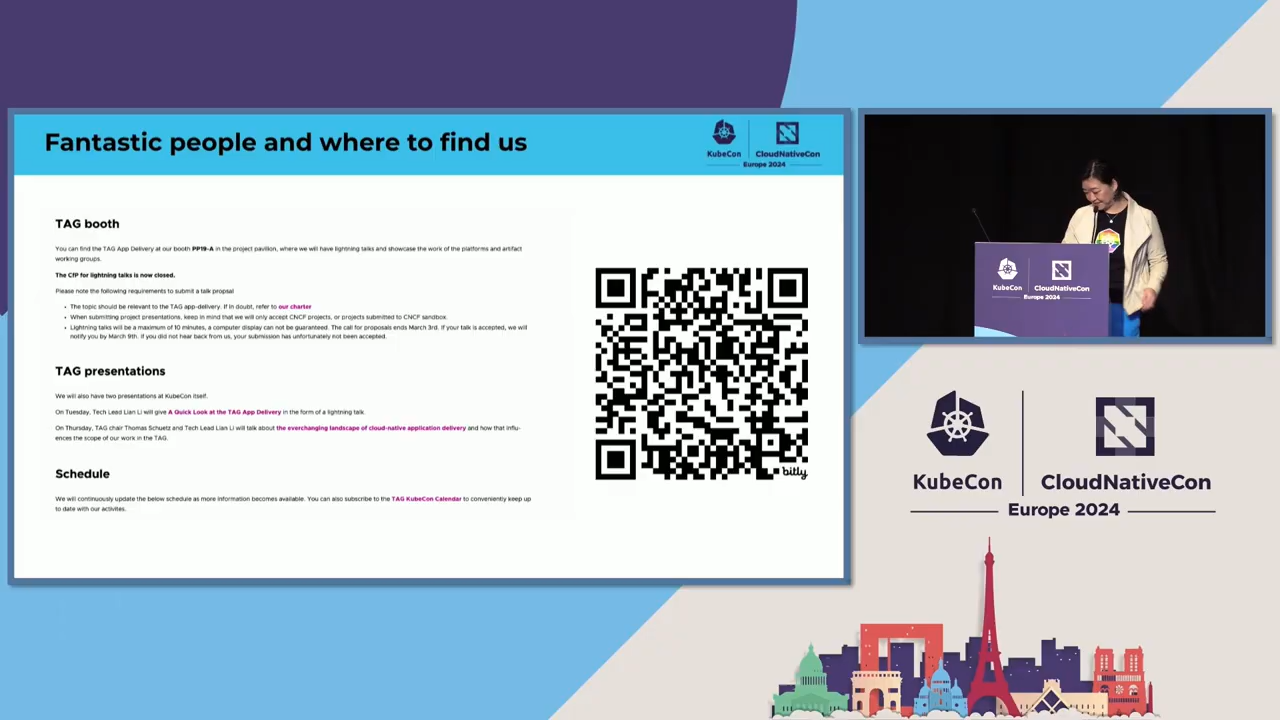 Fantastic people and where to find us
KubeCon
CloudNativeCon
Europe 2024
TAG booth
You can find the TAG App Delivery at our booth PP19-A in the project pavilion, where we will have lightning talks and showcase the work of the platforms and artifact
working groups.
The CfP for lightning talks is now closed.
Please note the following requirements to submit a talk propsal
• The topic should be relevant to the TAG app-delivery. If in doubt, refer to our charter
• When submitting project presentations, keep in mind that we will only accept CNCF projects, or projects submitted to CNCF sandbox.
• Lightning talks will be a maximum of 10 minutes, a computer display can not be guaranteed. The call for proposals ends March 3rd. If your talk is accepted, we will
notify you by March 9th. If you did not hear back from us, your submission has unfortunately not been accepted.
TAG presentations
We will also have two presentations at KubeCon itself.
On Tuesday, Tech Lead Lian Li will give A Quick Look at the TAG App Delivery in the form of a lightning talk.
On Thursday, TAG chair Thomas Schuetz and Tech Lead Lian Li will talk about the everchanging landscape of cloud-native application delivery and how that influ-
ences the scope of our work in the TAG.
Schedule
We will continuously update the below schedule as more information becomes available. You can also subscribe to the TAG KubeCon Calendar to conveniently keep up
to date with our activites.
bitly
KubeCon
CloudNativeCon
Europe 2024
KubeCon
CloudNativeCon
Europe 2024